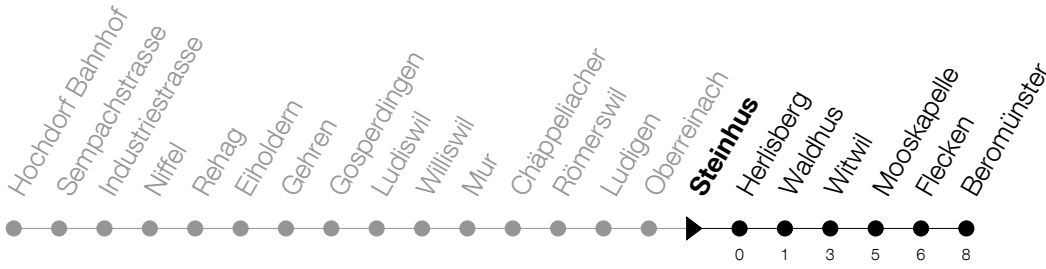 Hochdorf Bahnhof
Sempachstrasse
Industriestrasse
Niffel
Rehag
Eiholdern
Gehren
Gosperdingen
Ludiswil
Williswil
Mur
Chäppeliacher
Römerswil
Ludigen
Oberreinach
Steinhus
Herlisberg
Waldhus
Witwil
Mooskapelle
Flecken
Beromünster
0 1 3 5 6 8